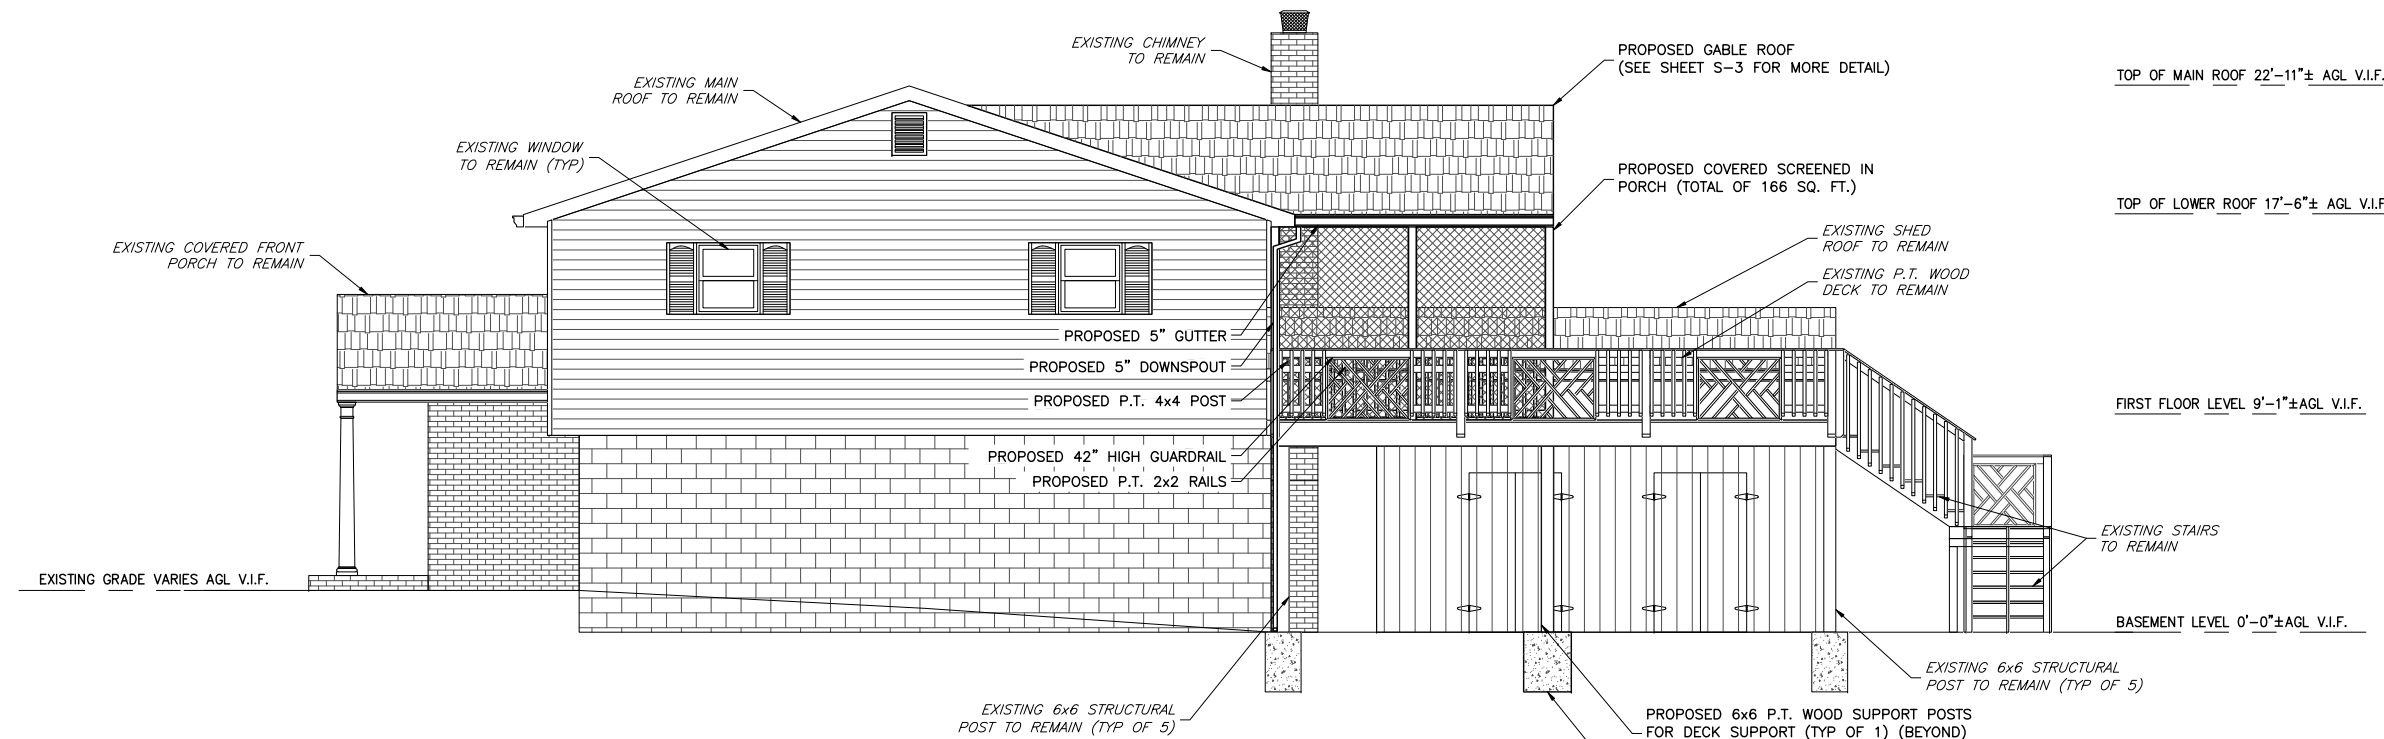 EXISTING CHIMNEY
TO REMAIN
PROPOSED GABLE ROOF
(SEE SHEET S-3 FOR MORE DETAIL)
TOP OF MAIN ROOF 22'-11"± AGL V.I.F.
EXISTING MAIN
ROOF TO REMAIN
EXISTING WINDOW
TO REMAIN (TYP)
PROPOSED COVERED SCREENED IN
PORCH (TOTAL OF 166 SQ. FT.)
TOP OF LOWER ROOF 17'-6"± AGL V.I.F
EXISTING COVERED FRONT
PORCH TO REMAIN
EXISTING SHED
ROOF TO REMAIN
EXISTING P.T. WOOD
DECK TO REMAIN
PROPOSED 5" GUTTER
PROPOSED 5" DOWNSPOUT
PROPOSED P.T. 4x4 POST
FIRST FLOOR LEVEL 9'-1"±AGL V.I.F.
PROPOSED 42" HIGH GUARDRAIL
PROPOSED P.T. 2x2 RAILS
EXISTING STAIRS
TO REMAIN
EXISTING GRADE VARIES AGL V.I.F.
BASEMENT LEVEL 0'-0"±AGL V.I.F.
EXISTING 6x6 STRUCTURAL
POST TO REMAIN (TYP OF 5)
EXISTING 6x6 STRUCTURAL
POST TO REMAIN (TYP OF 5)
PROPOSED 6x6 P.T. WOOD SUPPORT POSTS
FOR DECK SUPPORT (TYP OF 1) (BEYOND)